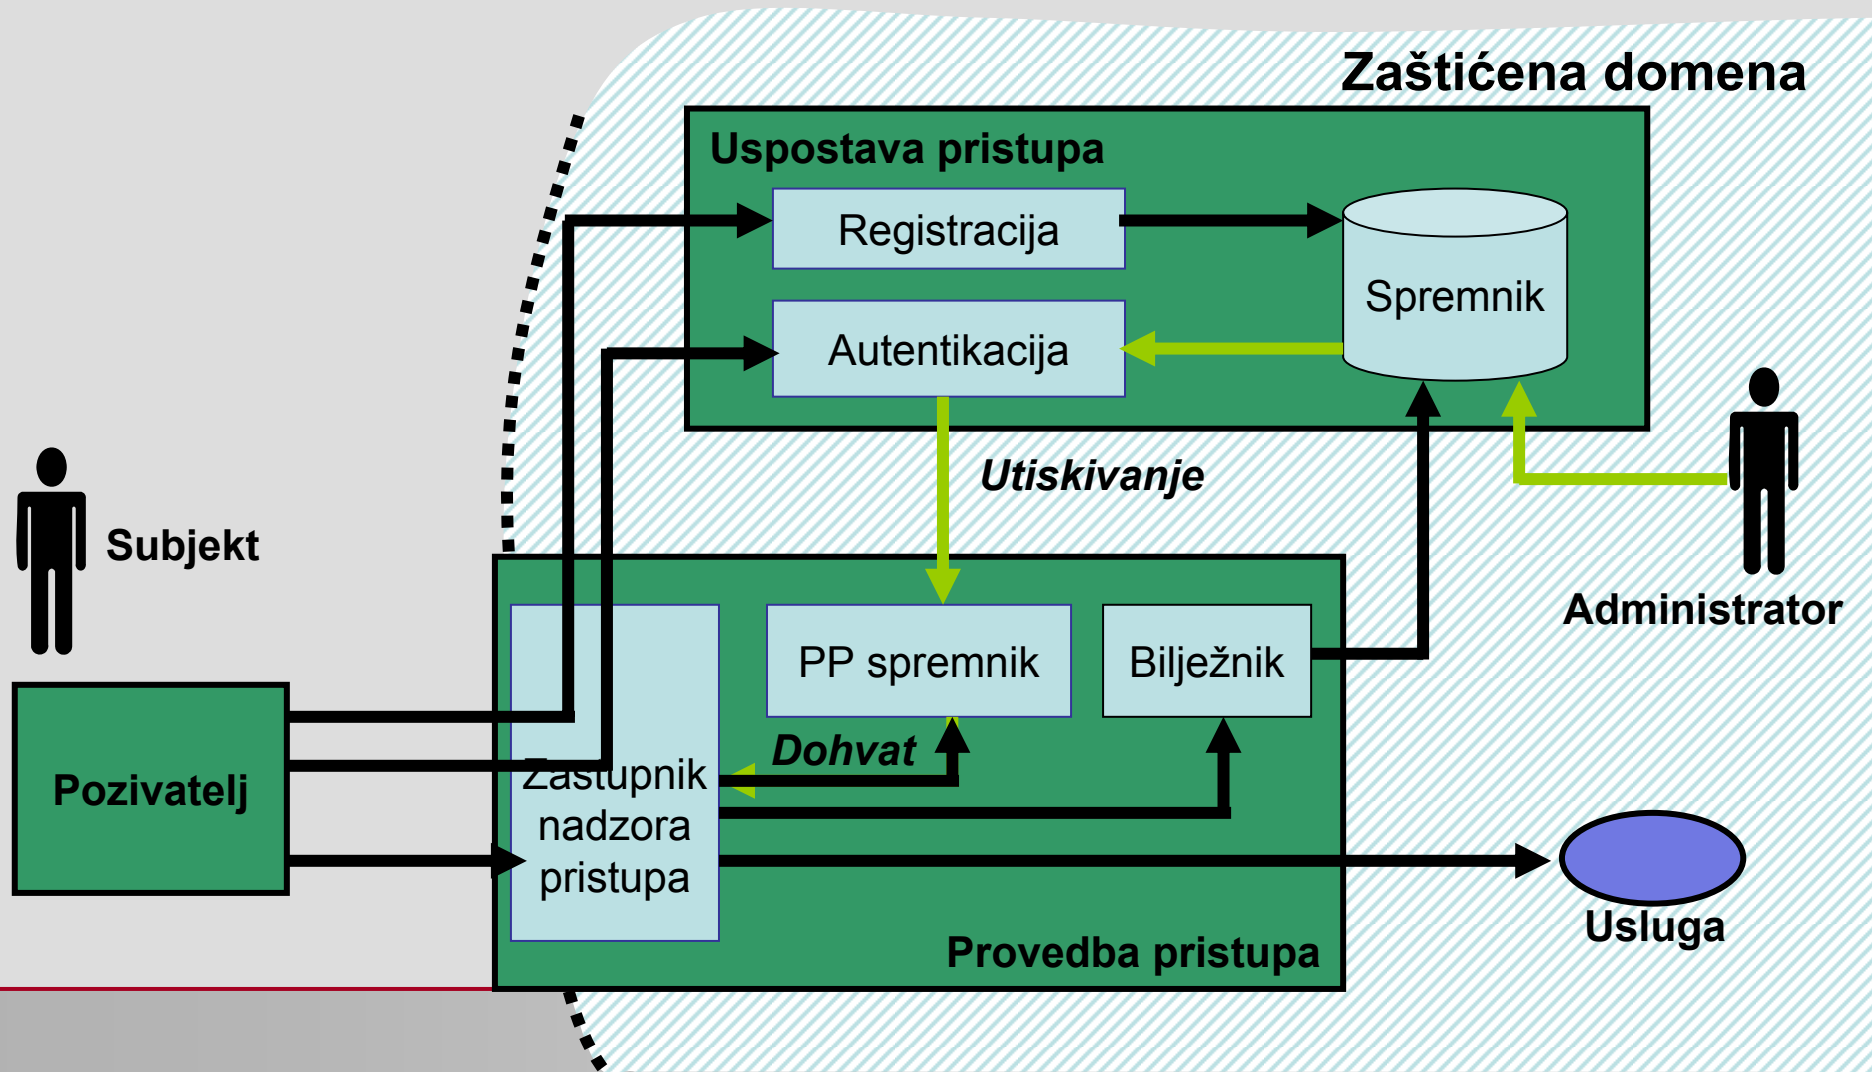 Zaštićena domena
Uspostava pristupa
Registracija
Spremnik
Autentikacija
Utiskivanje
Subjekt
Administrator
PP spremnik
Bilježnik
Dohvat
Pozivatelj
Zastupnik
nadzora
pristupa
Usluga
Provedba pristupa